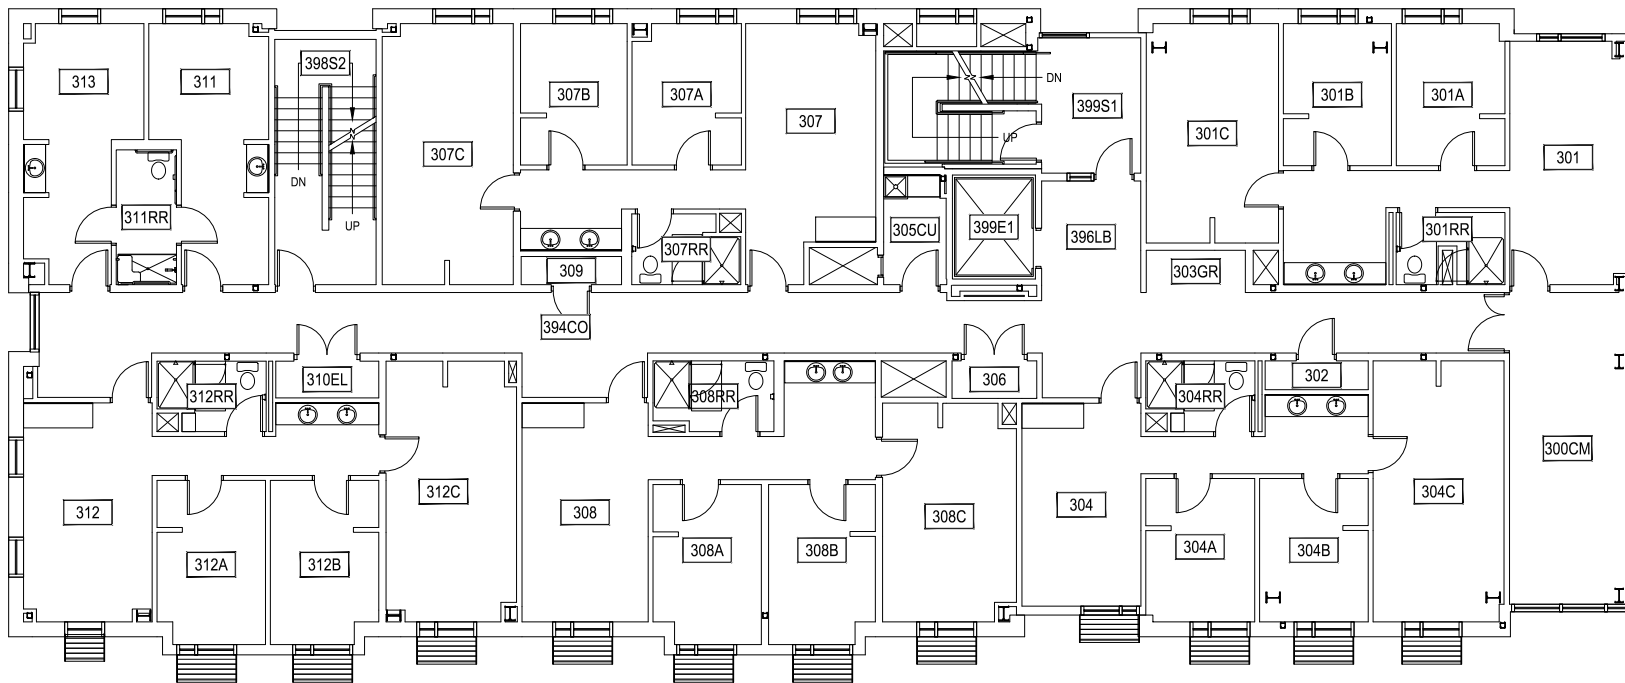 398S2
313
311
307B
307A
307
DN
399S1
301B
301A
UP
301C
301
307C
DN
311RR
UP
305CU
399E1
396LB
301RR
307RR
309
303GR
394CO
310EL
312RR
308RR
306
304RR
302
300CM
312
312C
308
308C
304
304C
312A
312B
308A
308B
304A
304B